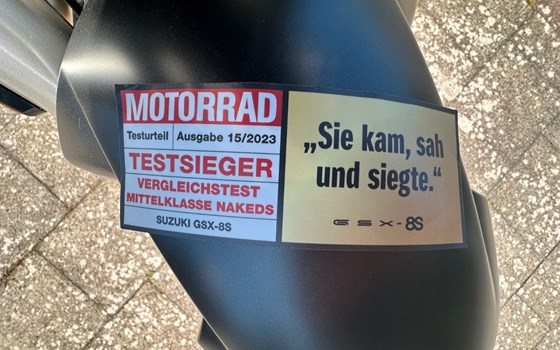 MOTORRAD
Testurteil Ausgabe 15/2023
TESTSIEGER
VERGLEICHSTEST
MITTELKLASSE NAKEDS
SUZUKI GSX-8S
„Sie kam, sah
und siegte.“
GSX-8S